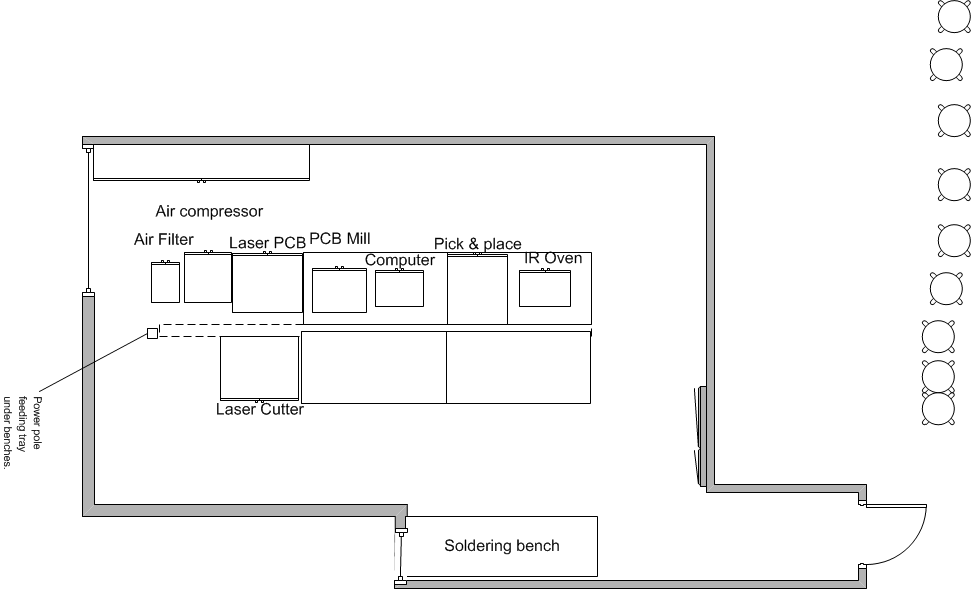 Air compressor
Air Filter
Laser PCB
PCB Mill
Pick & place
Computer
IR Oven
Laser Cutter
Power pole
feeding tray
under benches.
Soldering bench